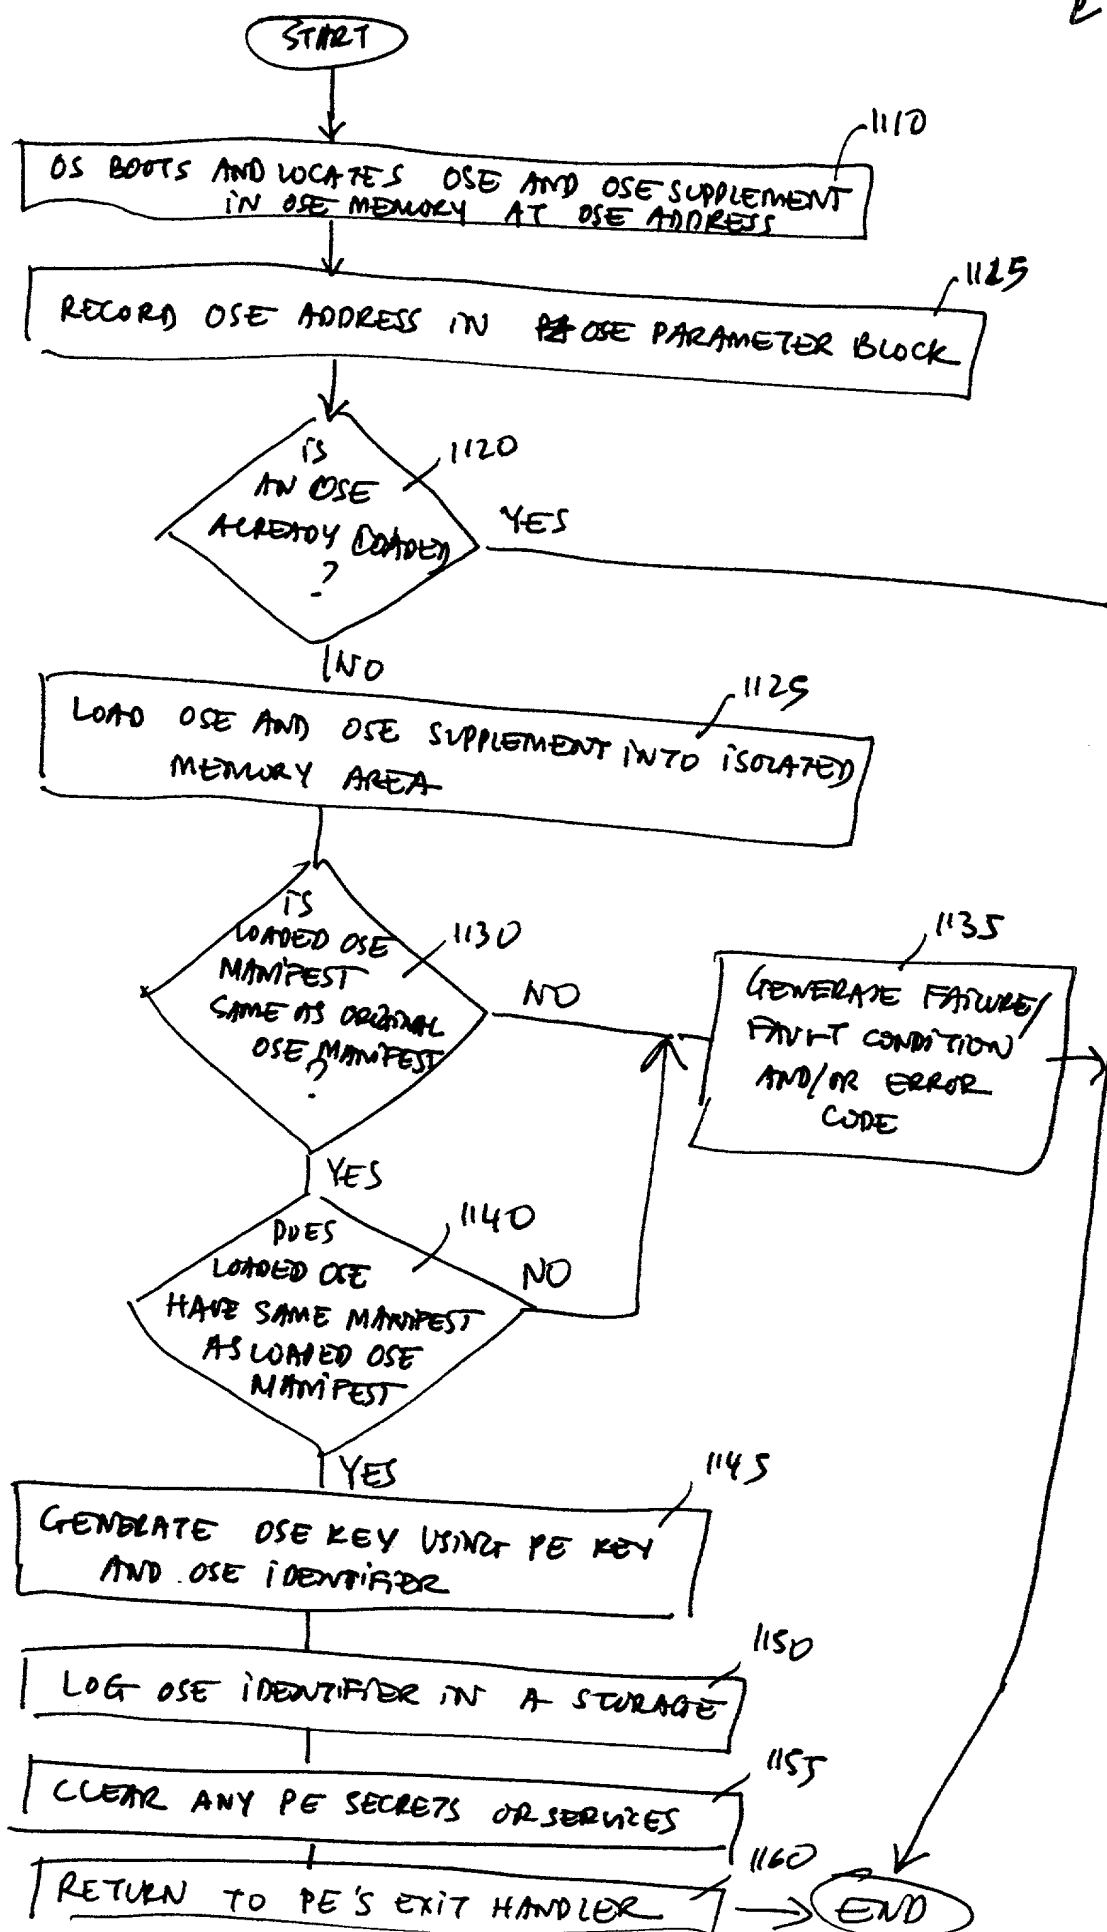 START
1110
OS BOOTS AND LOCATES OSE AND OSE SUPPLEMENT
IN OSE MEMORY AT OSE ADDRESS
1115
RECORD OSE ADDRESS IN OSE PARAMETER BLOCK
1120
IS
AN OSE
ALREADY LOADED
?
YES
NO
1125
LOAD OSE AND OSE SUPPLEMENT INTO ISOLATED
MEMORY AREA
1130
IS
LOADED OSE
MANIFEST
SAME AS ORIGINAL
OSE MANIFEST
?
NO
1135
GENERATE FAILURE/
FAULT CONDITION
AND/OR ERROR
CODE
YES
1140
DOES
LOADED OSE
HAVE SAME MANIFEST
AS LOADED OSE
MANIFEST
NO
YES
1145
GENERATE OSE KEY USING PE KEY
AND OSE IDENTIFIER
1150
LOG OSE IDENTIFIER IN A STORAGE
1155
CLEAR ANY PE SECRETS OR SERVICES
1160
RETURN TO PE'S EXIT HANDLER
END